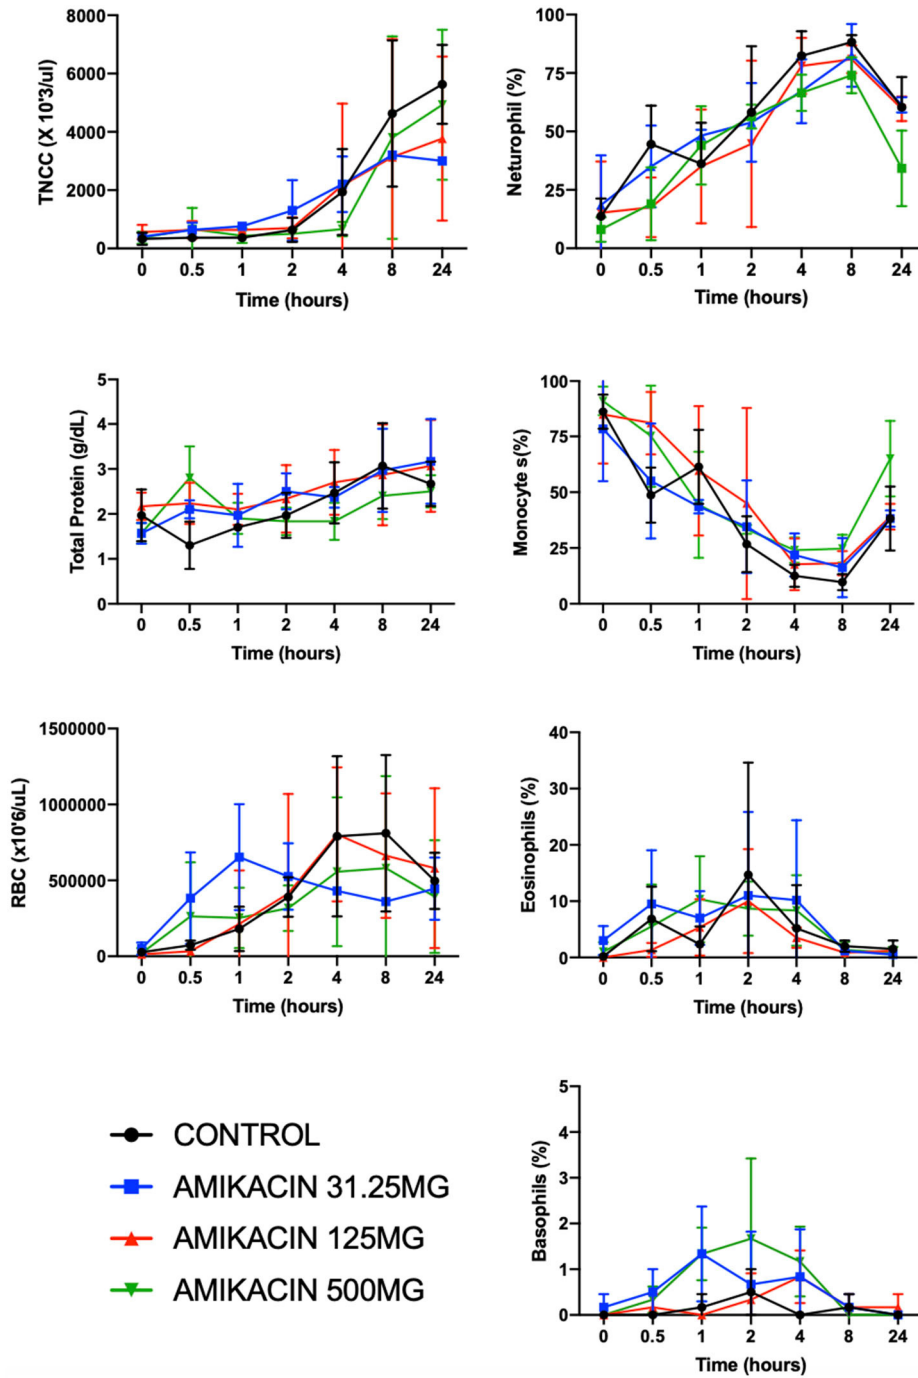 8000
6000
4000
2000
0
TNCC (X 10'3/ul)
0 0.5 1 2 4 8 24
Time (hours)
100
75
50
25
0
Neturophil (%)
0 0.5 1 2 4 8 24
Time (hours)
5
4
3
2
1
0
Total Protein (g/dL)
0 0.5 1 2 4 8 24
Time (hours)
100
75
50
25
0
Monocyte s(%)
0 0.5 1 2 4 8 24
Time (hours)
1500000
1000000
500000
0
RBC (x10'6/uL)
0 0.5 1 2 4 8 24
Time (hours)
40
30
20
10
0
Eosinophils (%)
0 0.5 1 2 4 8 24
Time (hours)
CONTROL
AMIKACIN 31.25MG
AMIKACIN 125MG
AMIKACIN 500MG
5
4
3
2
1
0
Basophils (%)
0 0.5 1 2 4 8 24
Time (hours)